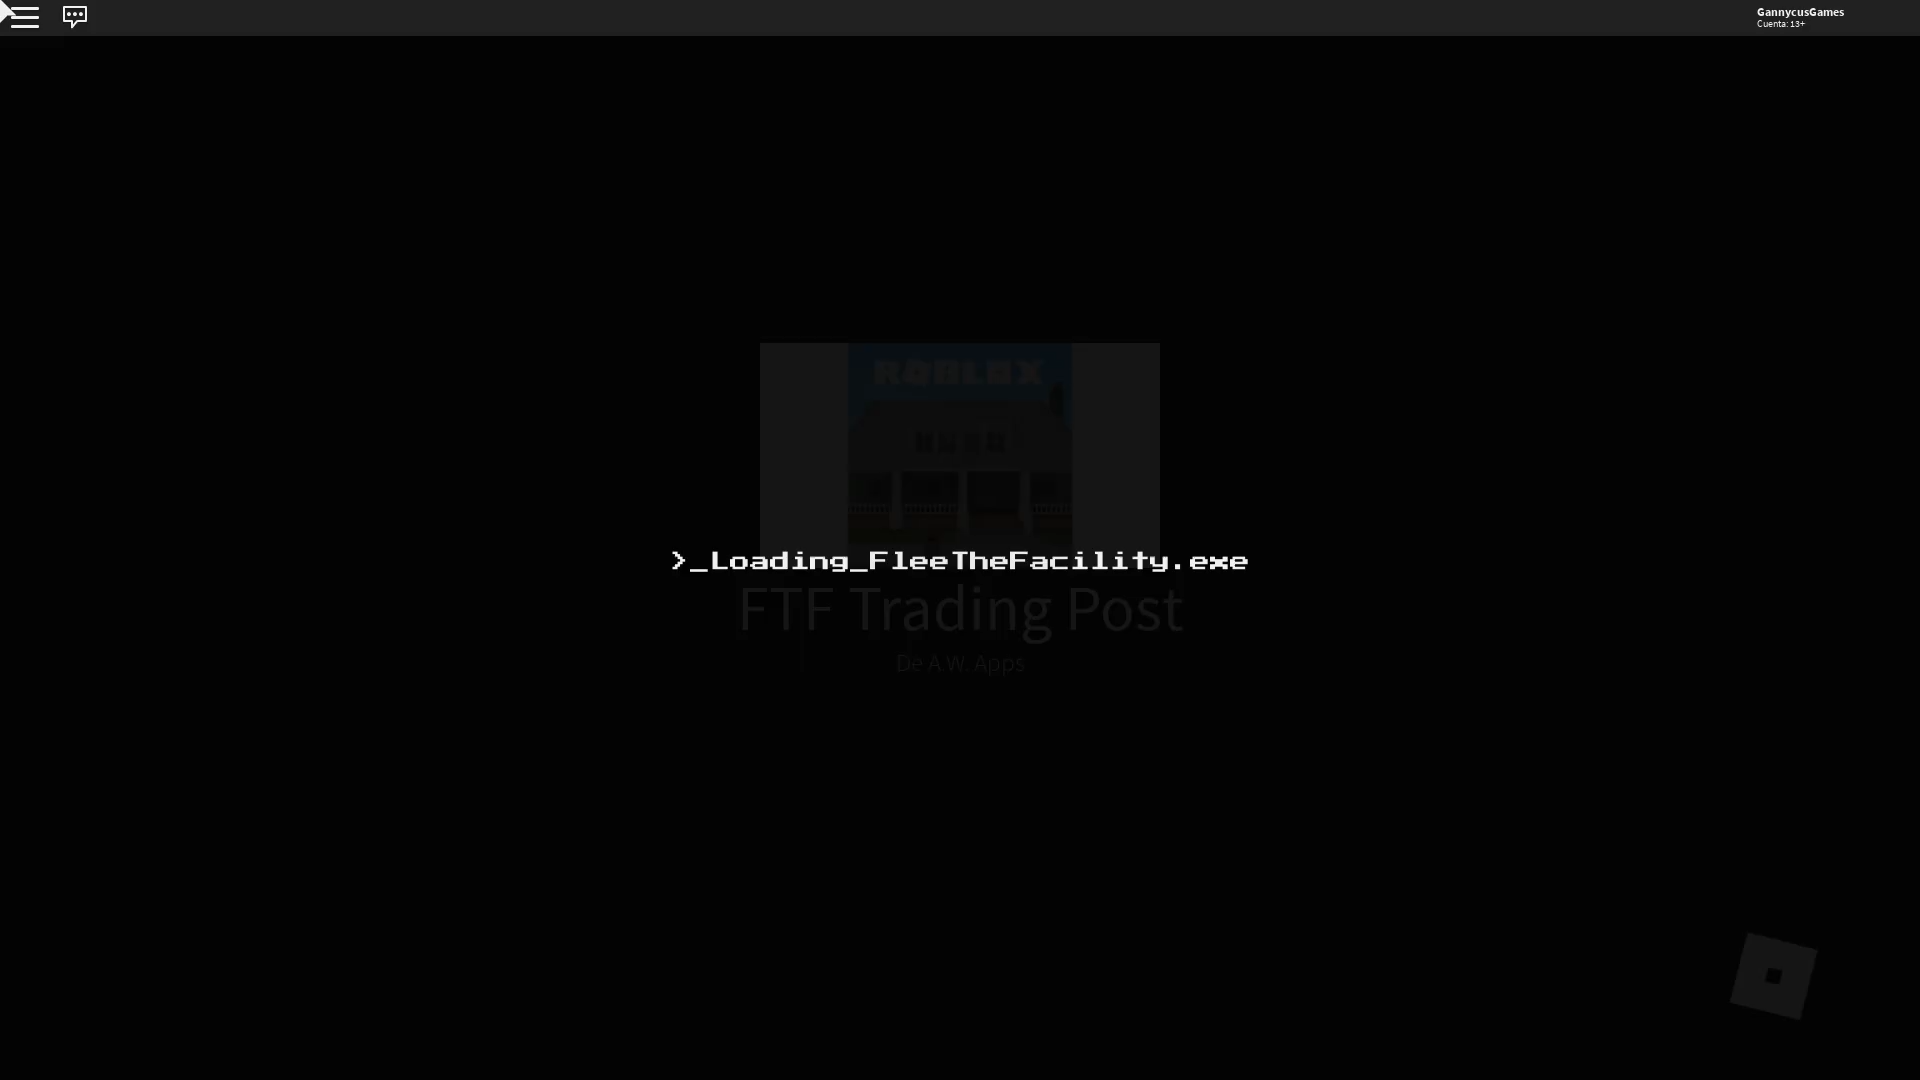 GannycusGames
Cuenta: 13+
ROBLOX
>_Loading_FleeTheFacility.exe
FTF Trading Post
De A.W. Apps